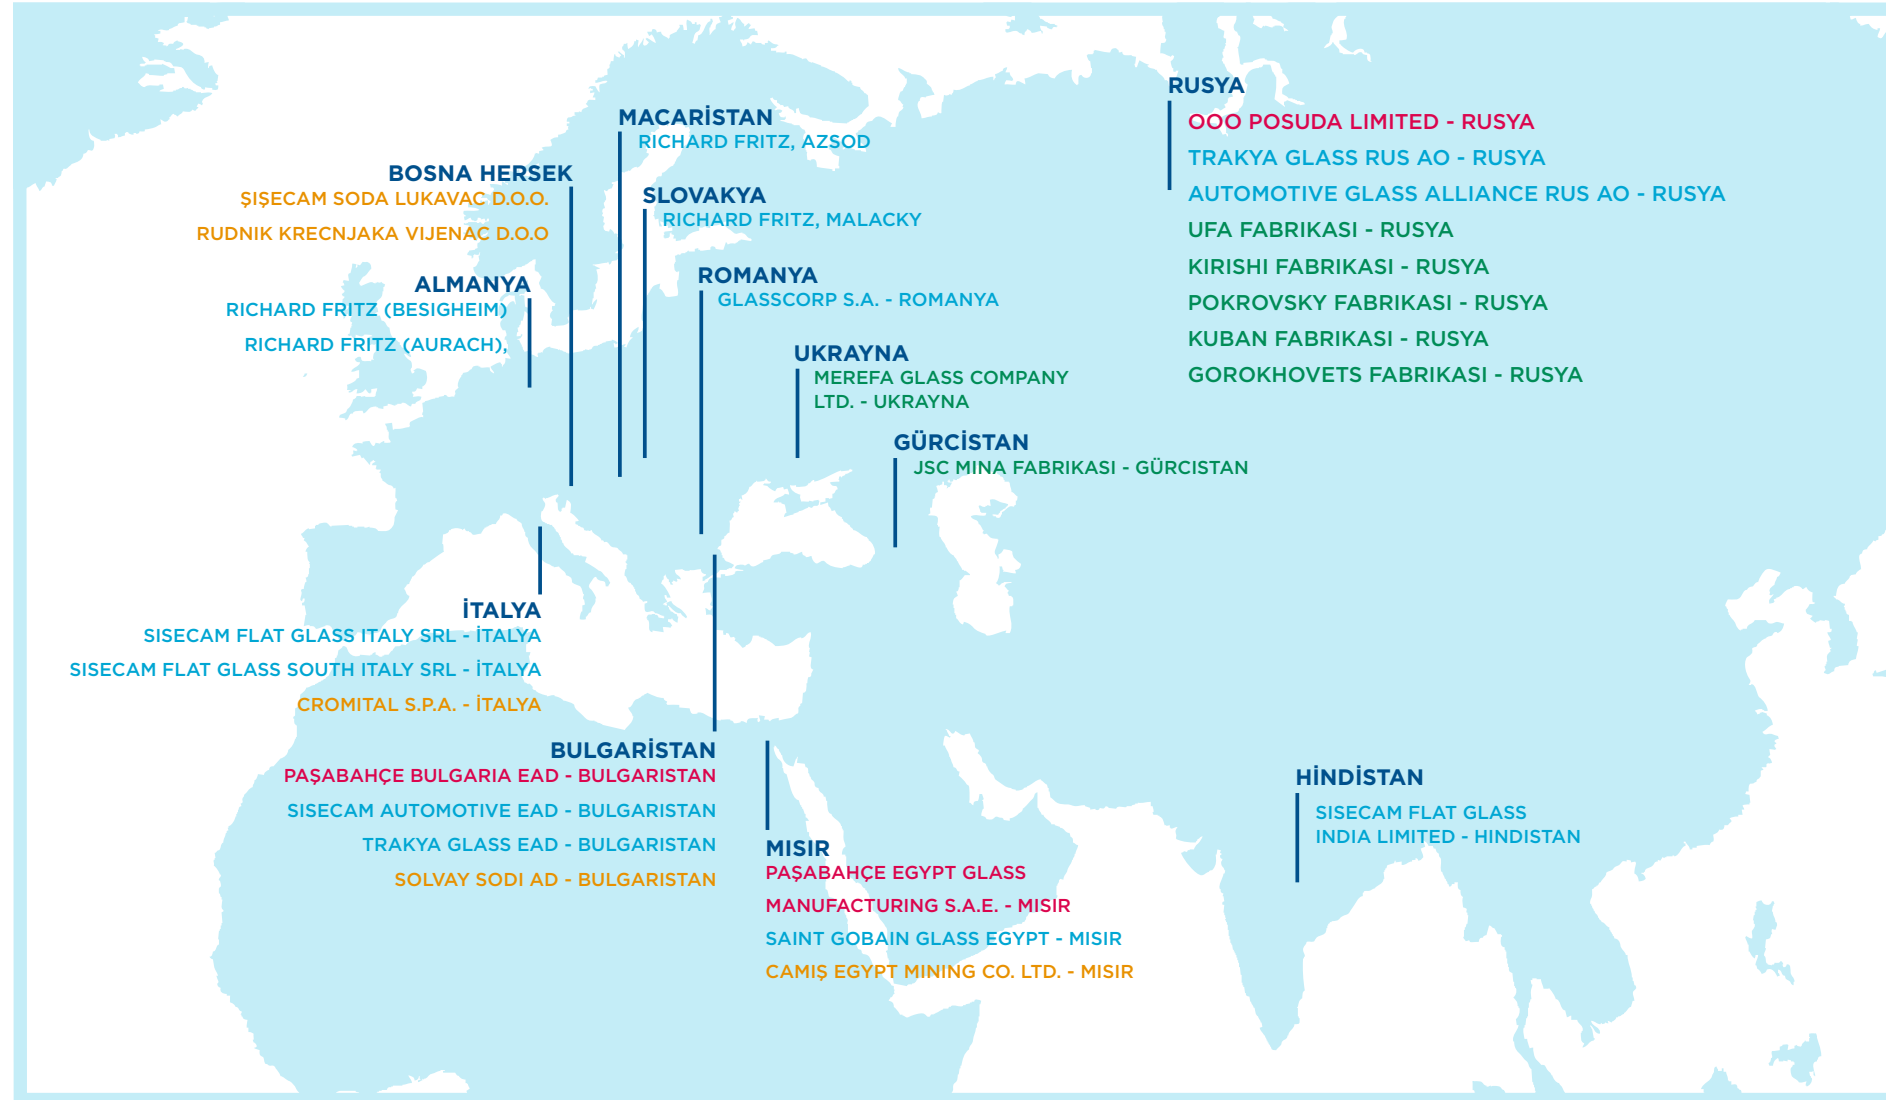 RUSYA
OOO POSUDA LIMITED - RUSYA
TRAKYA GLASS RUS AO - RUSYA
AUTOMOTIVE GLASS ALLIANCE RUS AO - RUSYA
UFA FABRIKASI - RUSYA
KIRISHI FABRIKASI - RUSYA
POKROVSKY FABRIKASI - RUSYA
KUBAN FABRIKASI - RUSYA
GOROKHOVETS FABRIKASI - RUSYA
MACARİSTAN
RICHARD FRITZ, AZSOD
BOSNA HERSEK
ŞIŞECAM SODA LUKAVAC D.O.O.
RUDNIK KRECNJAKA VIJENAC D.O.O
SLOVAKYA
RICHARD FRITZ, MALACKY
ALMANYA
RICHARD FRITZ (BESIGHEIM)
RICHARD FRITZ (AURACH),
ROMANYA
GLASSCORP S.A. - ROMANYA
UKRAYNA
MEREFA GLASS COMPANY
LTD. - UKRAYNA
GÜRCİSTAN
JSC MINA FABRIKASI - GÜRCISTAN
İTALYA
SISECAM FLAT GLASS ITALY SRL - İTALYA
SISECAM FLAT GLASS SOUTH ITALY SRL - İTALYA
CROMITAL S.P.A. - İTALYA
BULGARİSTAN
PAŞABAHÇE BULGARIA EAD - BULGARISTAN
SISECAM AUTOMOTIVE EAD - BULGARISTAN
TRAKYA GLASS EAD - BULGARISTAN
SOLVAY SODI AD - BULGARISTAN
MISIR
PAŞABAHÇE EGYPT GLASS
MANUFACTURING S.A.E. - MISIR
SAINT GOBAIN GLASS EGYPT - MISIR
CAMIŞ EGYPT MINING CO. LTD. - MISIR
HİNDİSTAN
SISECAM FLAT GLASS
INDIA LIMITED - HINDISTAN